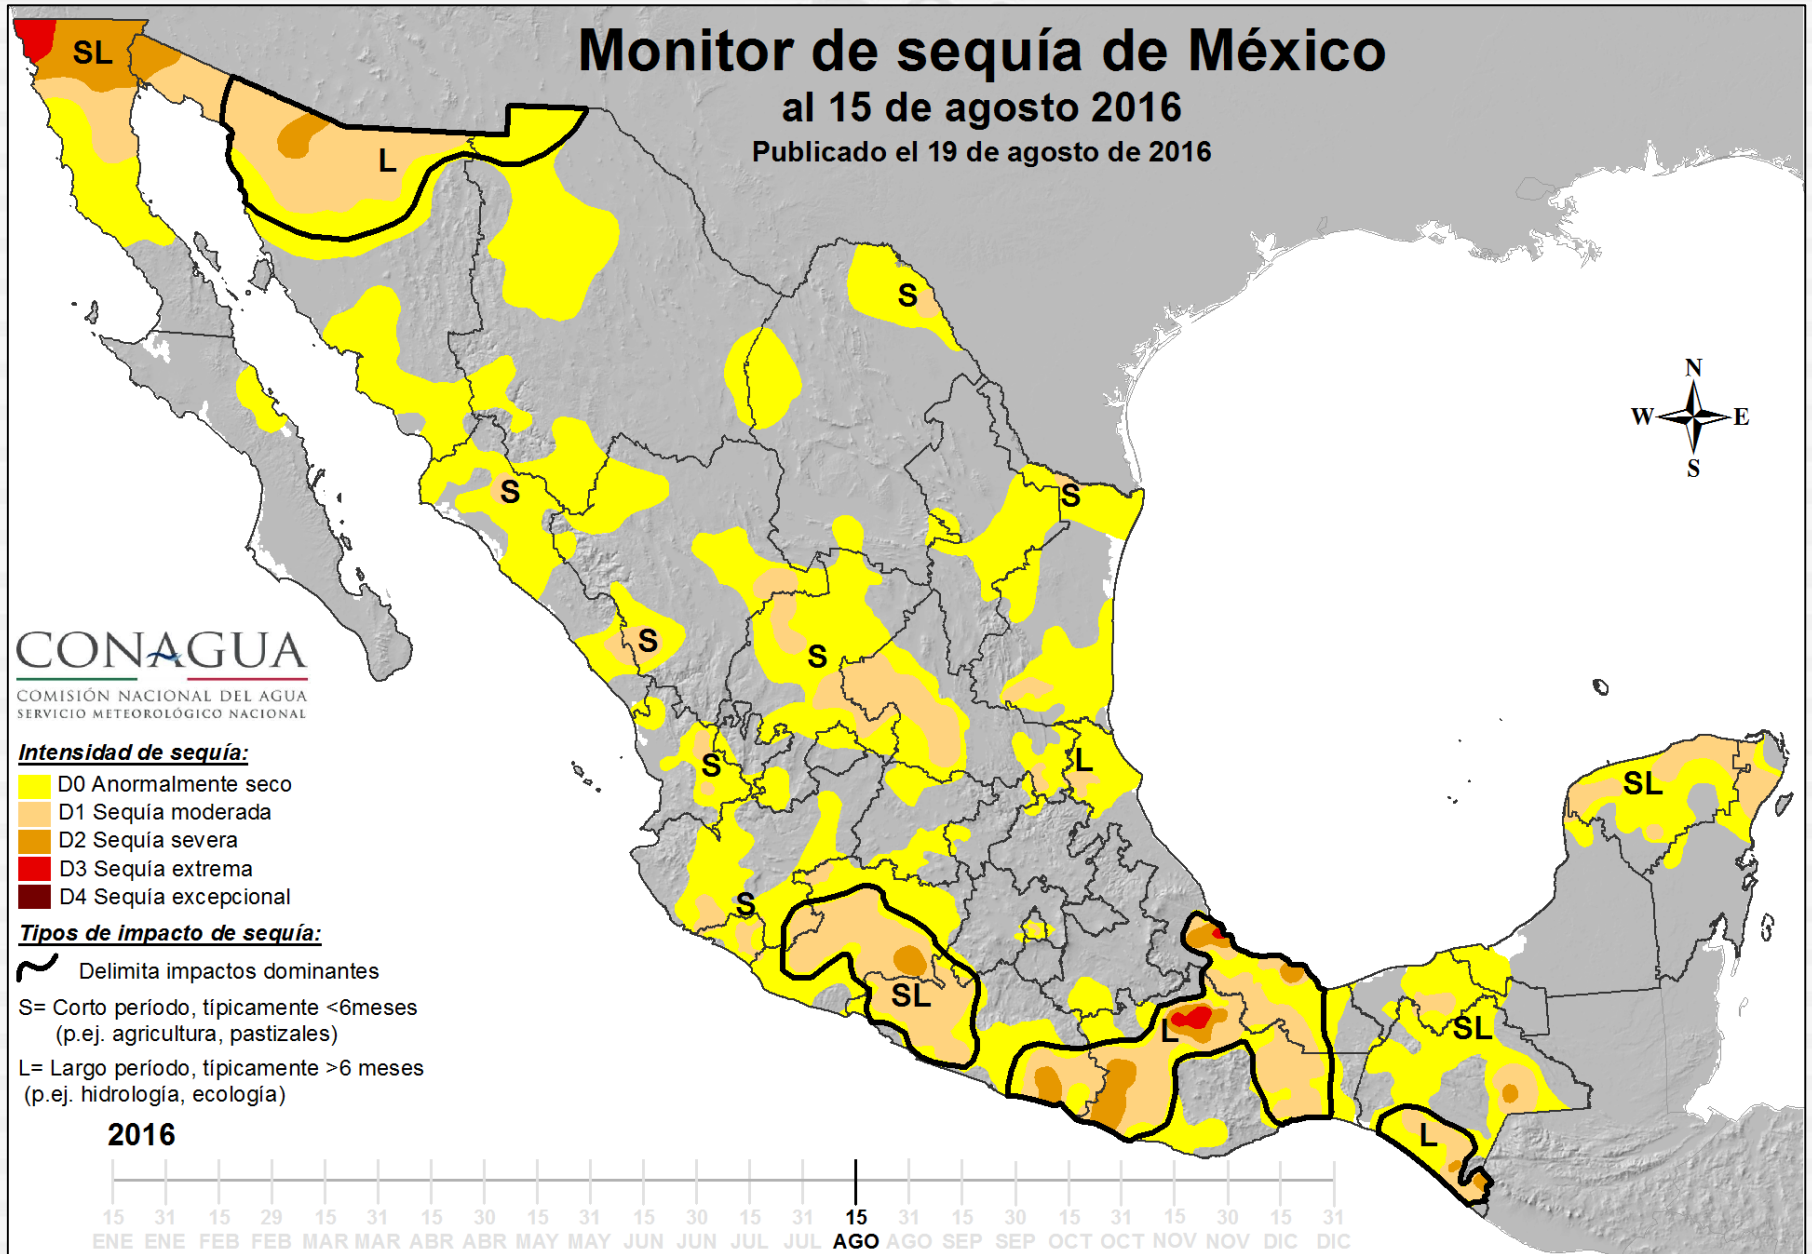 Monitor de sequía de México
al 15 de agosto 2016
Publicado el 19 de agosto de 2016
SL
L
S
N
W E
S
S
S
S
S
S
L
SL
S
SL
L
SL
L
CONAGUA
COMISIÓN NACIONAL DEL AGUA
SERVICIO METEOROLÓGICO NACIONAL
Intensidad de sequía:
D0 Anormalmente seco
D1 Sequía moderada
D2 Sequía severa
D3 Sequía extrema
D4 Sequía excepcional
Tipos de impacto de sequía:
Delimita impactos dominantes
S= Corto período, típicamente <6meses
(p.ej. agricultura, pastizales)
L= Largo período, típicamente >6 meses
(p.ej. hidrología, ecología)
2016
15 31 15 29 15 31 15 30 15 31 15 30 15 31 15 31 15 30 15 31 15 30 15 31
ENE ENE FEB FEB MAR MAR ABR ABR MAY MAY JUN JUN JUL JUL AGO AGO SEP SEP OCT OCT NOV NOV DIC DIC